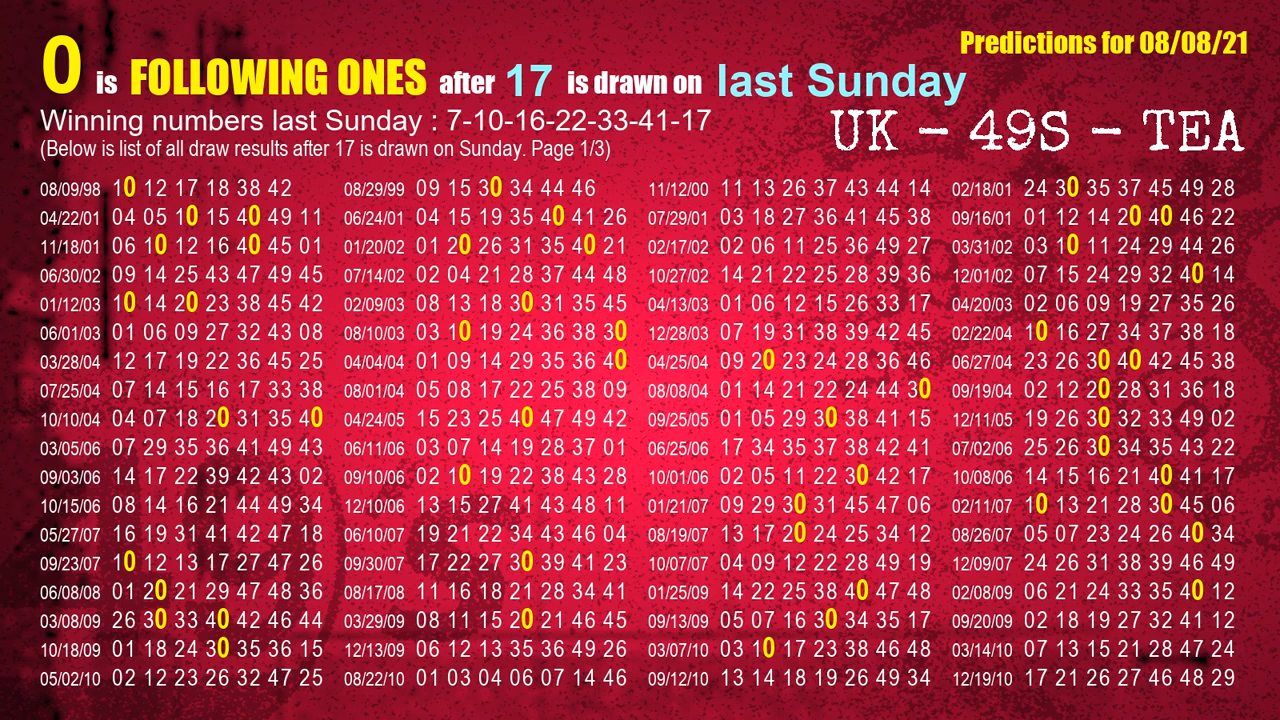 Predictions for 08/08/21
0 is FOLLOWING ONES after 17 is drawn on last Sunday
Winning numbers last Sunday : 7-10-16-22-33-41-17
UK - 49S - TEA
(Below is list of all draw results after 17 is drawn on Sunday. Page 1/3)
08/09/98 10 12 17 18 38 42 08/29/99 09 15 30 34 44 46 11/12/00 11 13 26 37 43 44 14 02/18/01 24 30 35 37 45 49 28
04/22/01 04 05 10 15 40 49 11 06/24/01 04 15 19 35 40 41 26 07/29/01 03 18 27 36 41 45 38 09/16/01 01 12 14 20 40 46 22
11/18/01 06 10 12 16 40 45 01 01/20/02 01 20 26 31 35 40 21 02/17/02 02 06 11 25 36 49 27 03/31/02 03 10 11 24 29 44 26
06/30/02 09 14 25 43 47 49 45 07/14/02 02 04 21 28 37 44 48 10/27/02 14 21 22 25 28 39 36 12/01/02 07 15 24 29 32 40 14
01/12/03 10 14 20 23 38 45 42 02/09/03 08 13 18 30 31 35 45 04/13/03 01 06 12 15 26 33 17 04/20/03 02 06 09 19 27 35 26
06/01/03 01 06 09 27 32 43 08 08/10/03 03 10 19 24 36 38 30 12/28/03 07 19 31 38 39 42 45 02/22/04 10 16 27 34 37 38 18
03/28/04 12 17 19 22 36 45 25 04/04/04 01 09 14 29 35 36 40 04/25/04 09 20 23 24 28 36 46 06/27/04 23 26 30 40 42 45 38
07/25/04 07 14 15 16 17 33 38 08/01/04 05 08 17 22 25 38 09 08/08/04 01 14 21 22 24 44 30 09/19/04 02 12 20 28 31 36 18
10/10/04 04 07 18 20 31 35 40 04/24/05 15 23 25 40 47 49 42 09/25/05 01 05 29 30 38 41 15 12/11/05 19 26 30 32 33 49 02
03/05/06 07 29 35 36 41 49 43 06/11/06 03 07 14 19 28 37 01 06/25/06 17 34 35 37 38 42 41 07/02/06 25 26 30 34 35 43 22
09/03/06 14 17 22 39 42 43 02 09/10/06 02 10 19 22 38 43 28 10/01/06 02 05 11 22 30 42 17 10/08/06 14 15 16 21 40 41 17
10/15/06 08 14 16 21 44 49 34 12/10/06 13 15 27 41 43 48 11 01/21/07 09 29 30 31 45 47 06 02/11/07 10 13 21 28 30 45 06
05/27/07 16 19 31 41 42 47 18 06/10/07 19 21 22 34 43 46 04 08/19/07 13 17 20 24 25 34 12 08/26/07 05 07 23 24 26 40 34
09/23/07 10 12 13 17 27 47 26 09/30/07 17 22 27 30 39 41 23 10/07/07 04 09 12 22 28 49 19 12/09/07 24 26 31 38 39 46 49
06/08/08 01 20 21 29 47 48 36 08/17/08 11 16 18 21 28 34 41 01/25/09 14 22 25 38 40 47 48 02/08/09 06 21 24 33 35 40 12
03/08/09 26 30 33 40 42 46 44 03/29/09 08 11 15 20 21 46 45 09/13/09 05 07 16 30 34 35 17 09/20/09 02 18 29 27 32 41 12
10/18/09 01 18 24 30 35 36 15 12/13/09 06 12 13 35 36 49 26 03/07/10 03 10 17 23 38 46 48 03/14/10 07 13 15 21 28 47 24
05/02/10 02 12 23 26 32 47 25 08/22/10 01 03 04 06 07 14 46 09/12/10 13 14 18 19 26 49 34 12/19/10 17 21 26 27 46 48 29